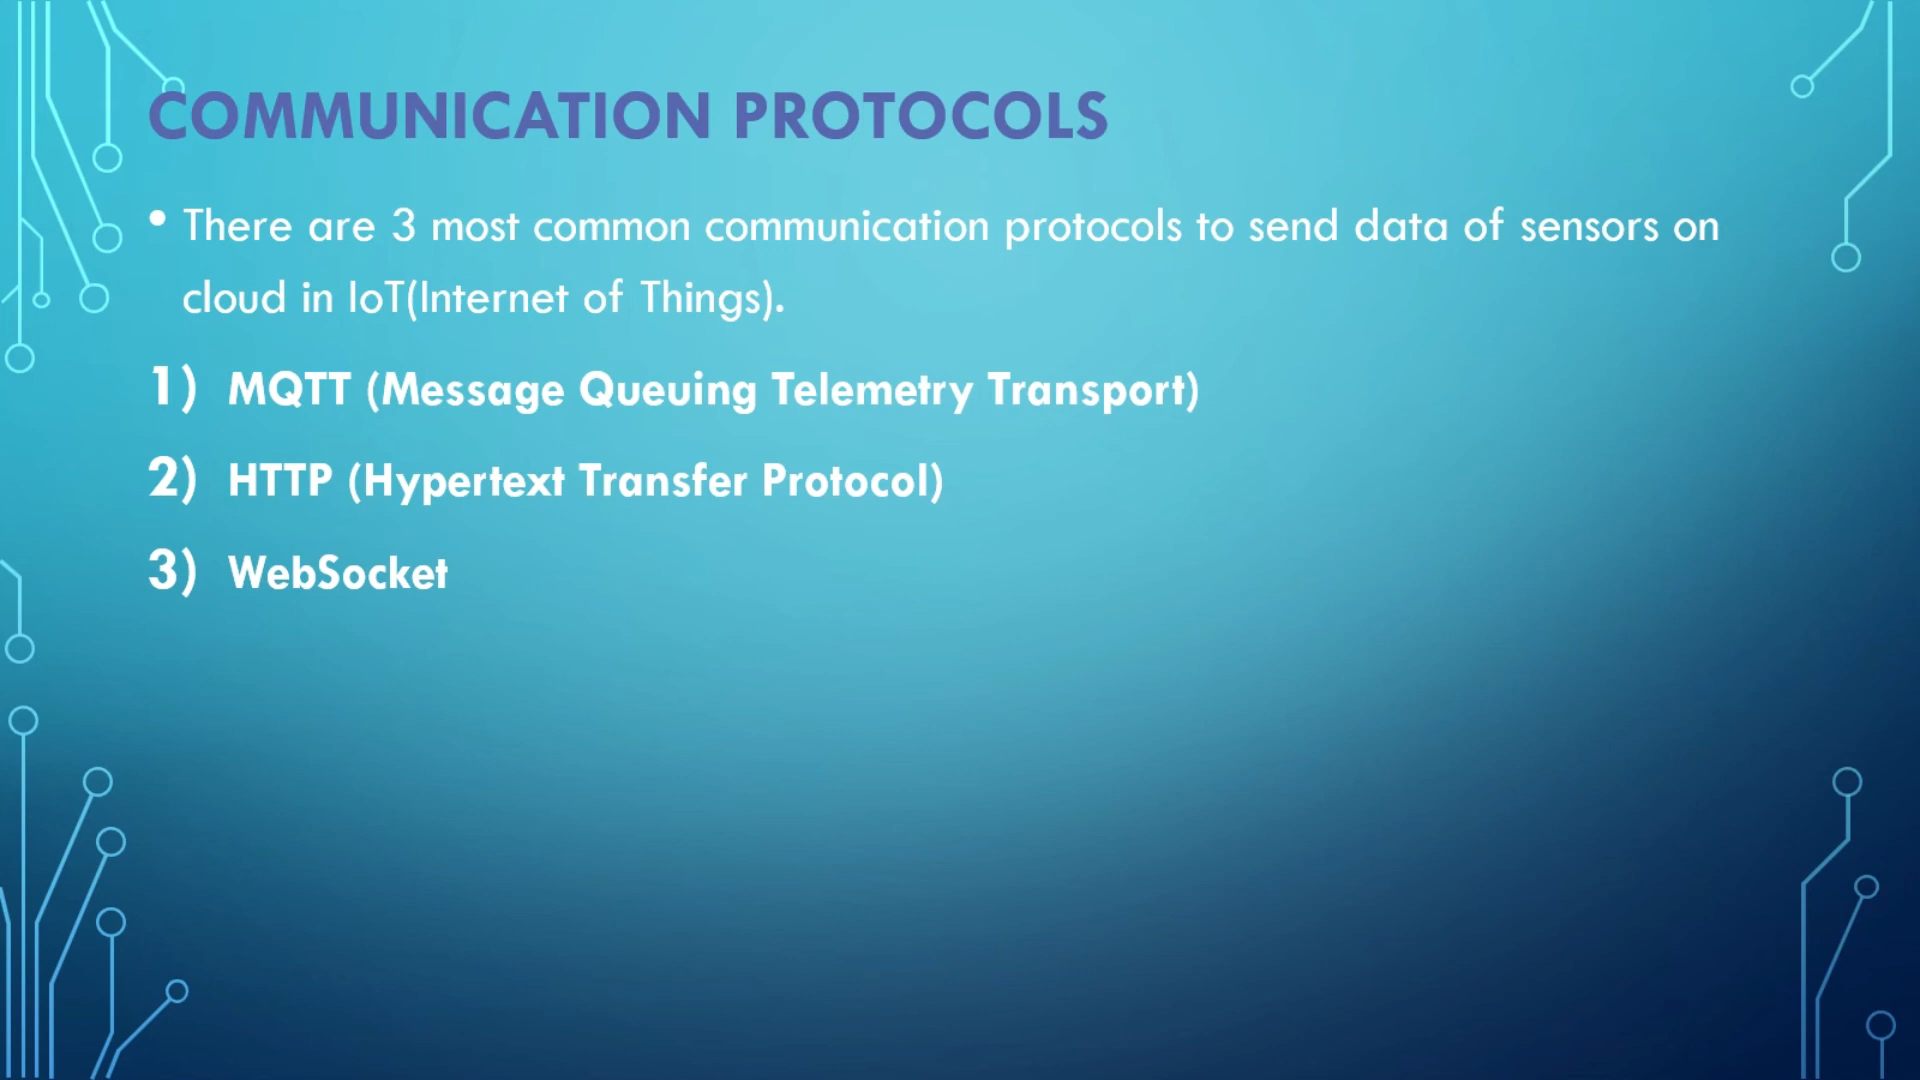 COMMUNICATION PROTOCOLS
• There are 3 most common communication protocols to send data of sensors on
cloud in IoT(Internet of Things).
1) MQTT (Message Queuing Telemetry Transport)
2) HTTP (Hypertext Transfer Protocol)
3) WebSocket